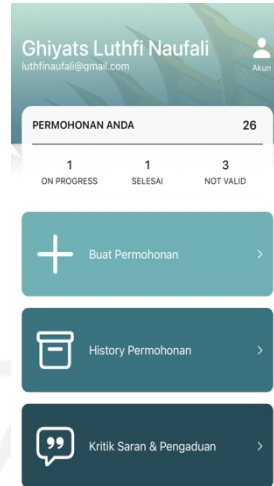 Ghiyats Luthfi Naufali
luthfinaufali@gmail.com
Akun
PERMOHONAN ANDA 26
1 1 3
ON PROGRESS SELESAI NOT VALID
Buat Permohonan
History Permohonan
Kritik Saran & Pengaduan